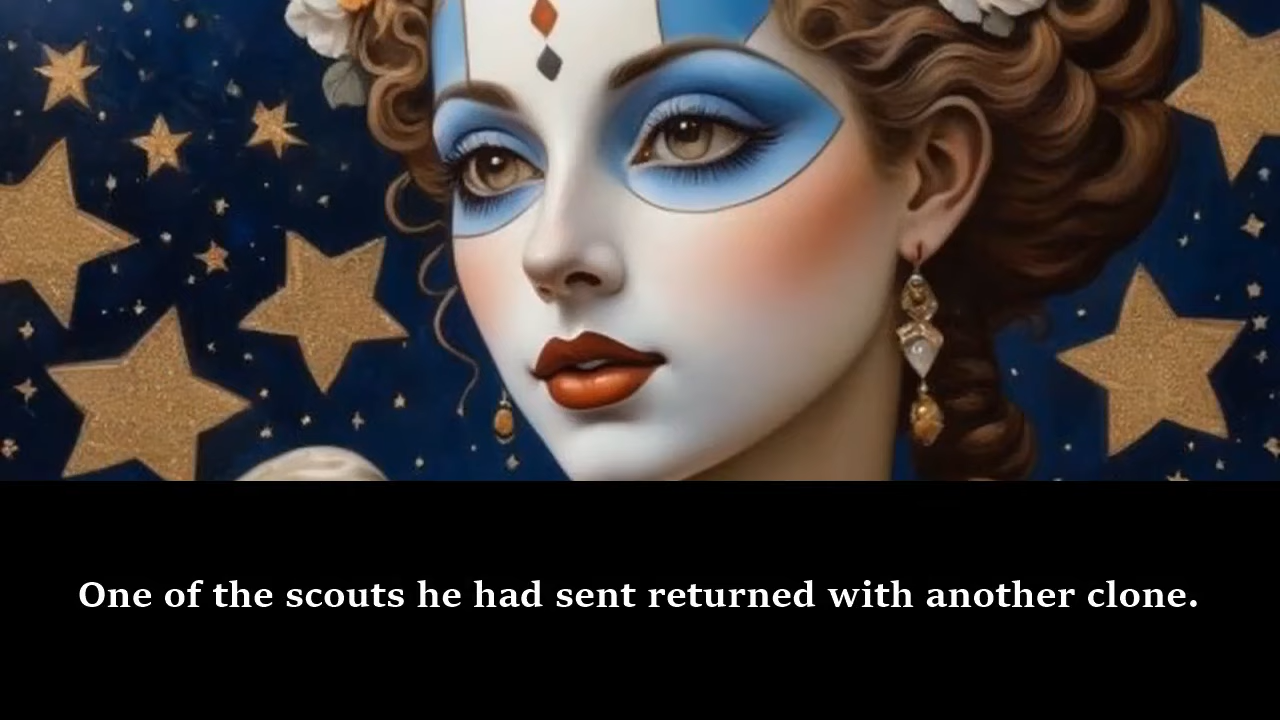 One of the scouts he had sent returned with another clone.